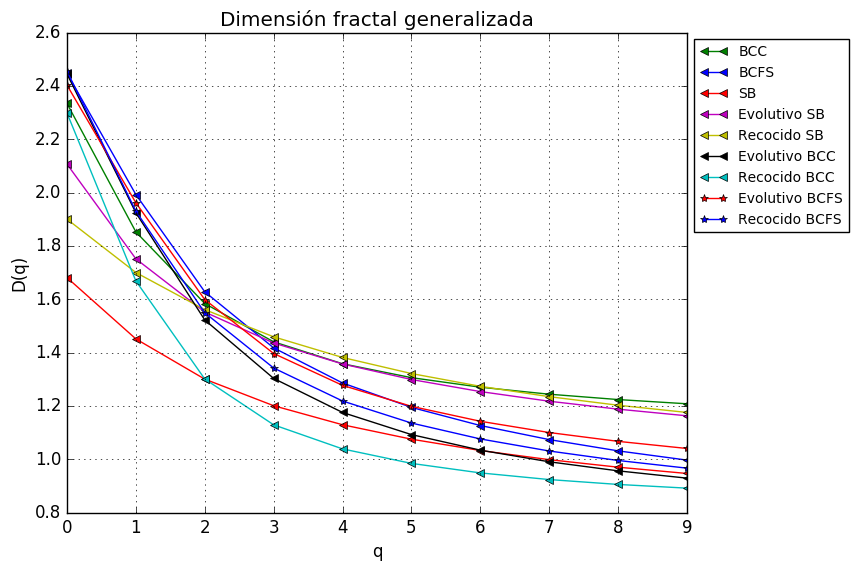 Dimensión fractal generalizada
D(q)
2.6
2.4
2.2
2.0
1.8
1.6
1.4
1.2
1.0
0.8
0 1 2 3 4 5 6 7 8 9
q
BCC
BCFS
SB
Evolutivo SB
Recocido SB
Evolutivo BCC
Recocido BCC
Evolutivo BCFS
Recocido BCFS